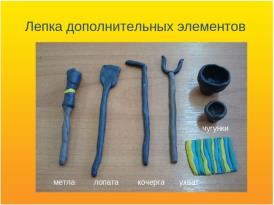 Лепка дополнительных элементов
чугунки
метла лопата кочерга ухват